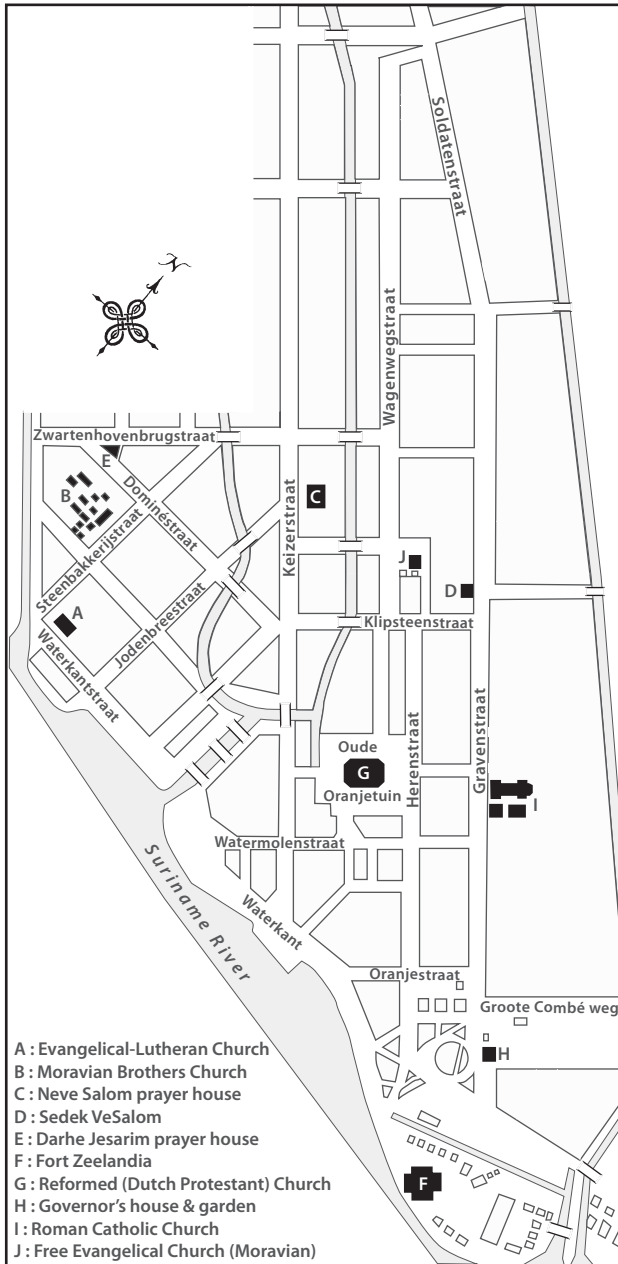 Soldatenstraat
N
Wagenwegstraat
Zwartenhovenbrugstraat
E
B
Dominéstraat
C
Keizerstraat
Steenbakkerijstraat
J
D
A
Jodenbreestraat
Klipsteenstraat
Waterkantstraat
Oude
G
Oranjetuin
Herenstraat
Gravenstraat
I
Watermolenstraat
Suriname River
Waterkant
Oranjestraat
Groote Combé weg
H
F
A : Evangelical-Lutheran Church
B : Moravian Brothers Church
C : Neve Salom prayer house
D : Sedek VeSalom
E : Darhe Jesarim prayer house
F : Fort Zeelandia
G : Reformed (Dutch Protestant) Church
H : Governor's house & garden
I : Roman Catholic Church
J : Free Evangelical Church (Moravian)